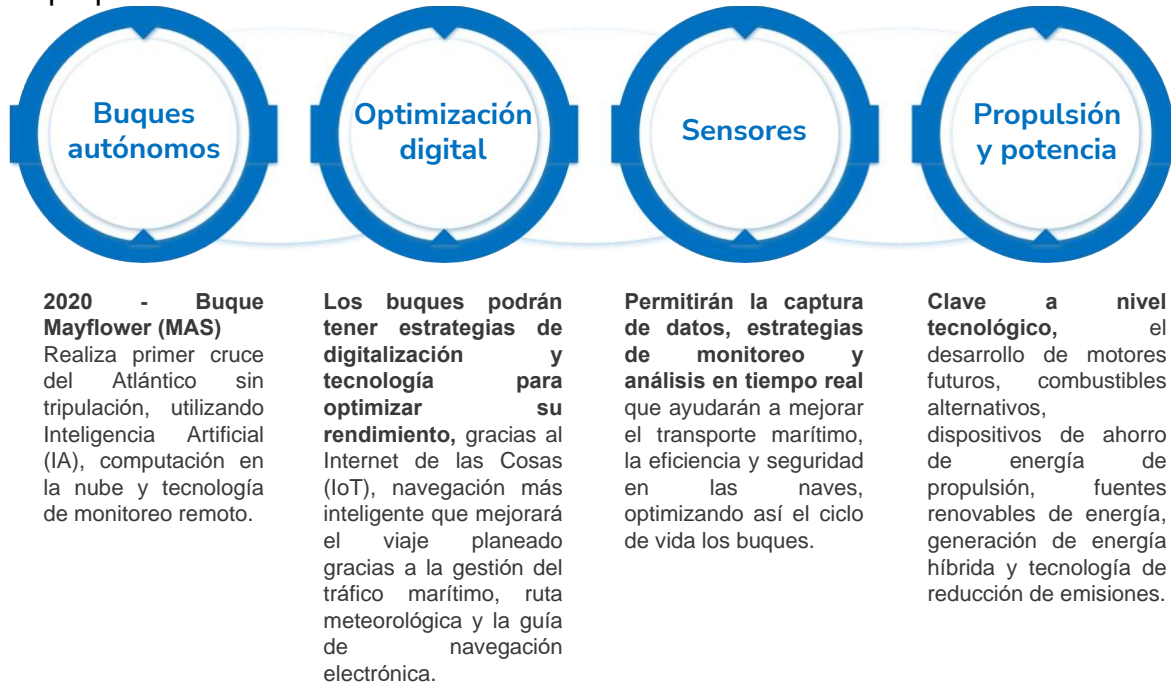 Buques
autónomos
Optimización
digital
Sensores
Propulsión
y potencia
2020 - Buque
Mayflower (MAS)
Realiza primer cruce
del Atlántico sin
tripulación, utilizando
Inteligencia Artificial
(IA), computación en
la nube y tecnología
de monitoreo remoto.
Los buques podrán
tener estrategias de
digitalización y
tecnología para
optimizar su
rendimiento, gracias al
Internet de las Cosas
(IoT), navegación más
inteligente que mejorará
el viaje planeado
gracias a la gestión del
tráfico marítimo, ruta
meteorológica y la guía
de navegación
electrónica.
Permitirán la captura
de datos, estrategias
de monitoreo y
análisis en tiempo real
que ayudarán a mejorar
el transporte marítimo,
la eficiencia y seguridad
en las naves,
optimizando así el ciclo
de vida los buques.
Clave a nivel
tecnológico, el
desarrollo de motores
futuros, combustibles
alternativos,
dispositivos de ahorro
de energía de
propulsión, fuentes
renovables de energía,
generación de energía
híbrida y tecnología de
reducción de emisiones.